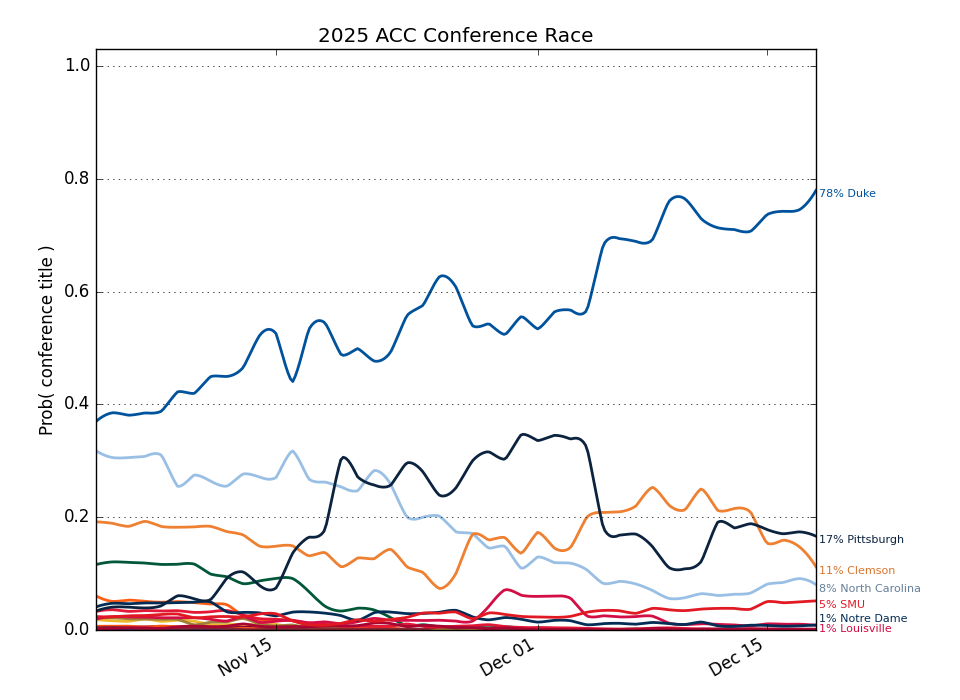 2025 ACC Conference Race
Prob( conference title )
1.0
0.8
0.6
0.4
0.2
0.0
Nov 15
Dec 01
Dec 15
78% Duke
17% Pittsburgh
11% Clemson
8% North Carolina
5% SMU
1% Notre Dame
1% Louisville